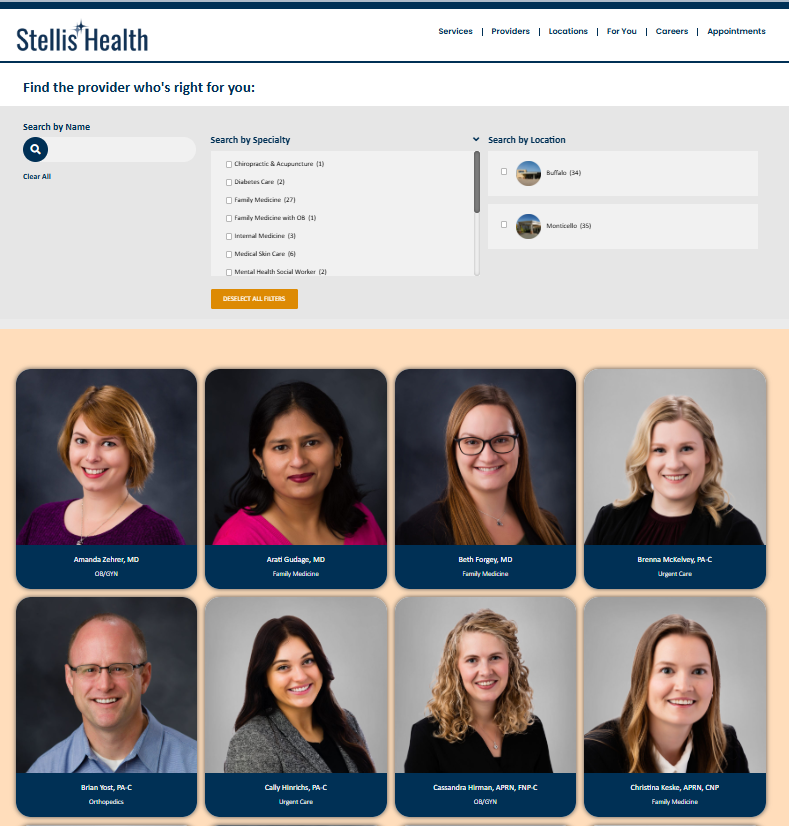 Stellis Health
Services | Providers | Locations | For You | Careers | Appointments
Find the provider who's right for you:
Search by Name
Clear All
Search by Specialty
Chiropractic & Acupuncture (1)
Diabetes Care (2)
Family Medicine (27)
Family Medicine with OB (1)
Internal Medicine (3)
Medical Skin Care (6)
Mental Health Social Worker (2)
DESELECT ALL FILTERS
Search by Location
Buffalo (34)
Monticello (35)
Amanda Zehrer, MD
OB/GYN
Arati Gudage, MD
Family Medicine
Beth Forgey, MD
Family Medicine
Brenna McKelvey, PA-C
Urgent Care
Brian Yost, PA-C
Orthopedics
Cally Hinrichs, PA-C
Urgent Care
Cassandra Hirman, APRN, FNP-C
OB/GYN
Christina Keske, APRN, CNP
Family Medicine